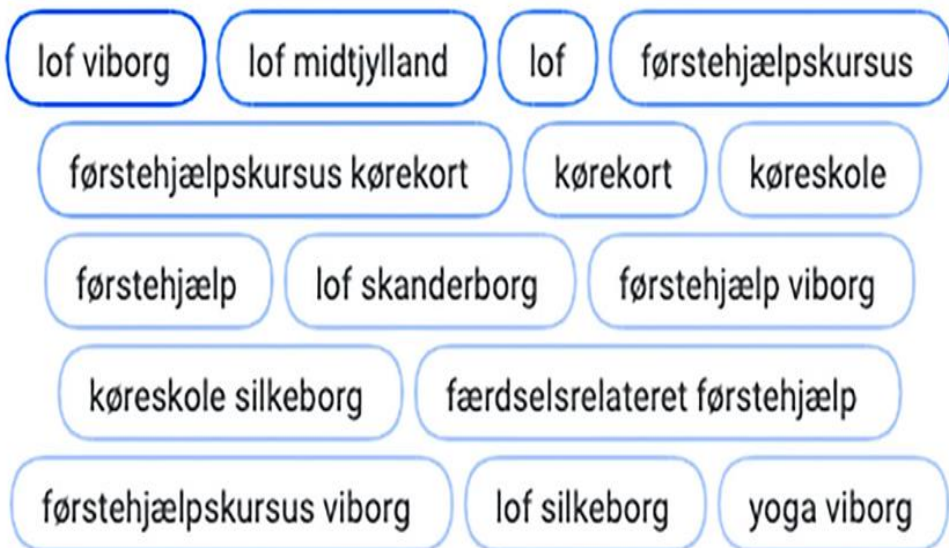 lof viborg lof midtjylland lof førstehjælpskursus
førstehjælpskursus kørekort kørekort køreskole
førstehjælp lof skanderborg førstehjælp viborg
køreskole silkeborg færdselsrelateret førstehjælp
førstehjælpskursus viborg lof silkeborg yoga viborg